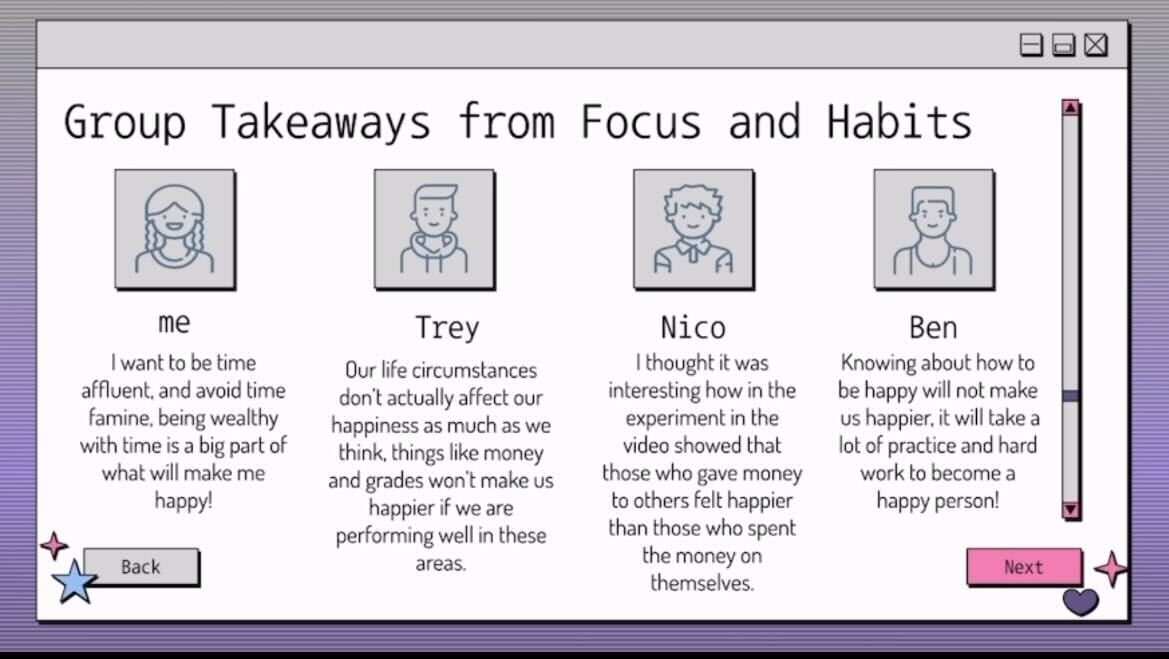 Group Takeaways from Focus and Habits
me
I want to be time
affluent, and avoid time
famine, being wealthy
with time is a big part of
what will make me
happy!
Trey
Our life circumstances
don't actually affect our
happiness as much as we
think, things like money
and grades won't make us
happier if we are
performing well in these
areas.
Nico
I thought it was
interesting how in the
experiment in the
video showed that
those who gave money
to others felt happier
than those who spent
the money on
themselves.
Ben
Knowing about how to
be happy will not make
us happier, it will take a
lot of practice and hard
work to become a
happy person!
Back
Next